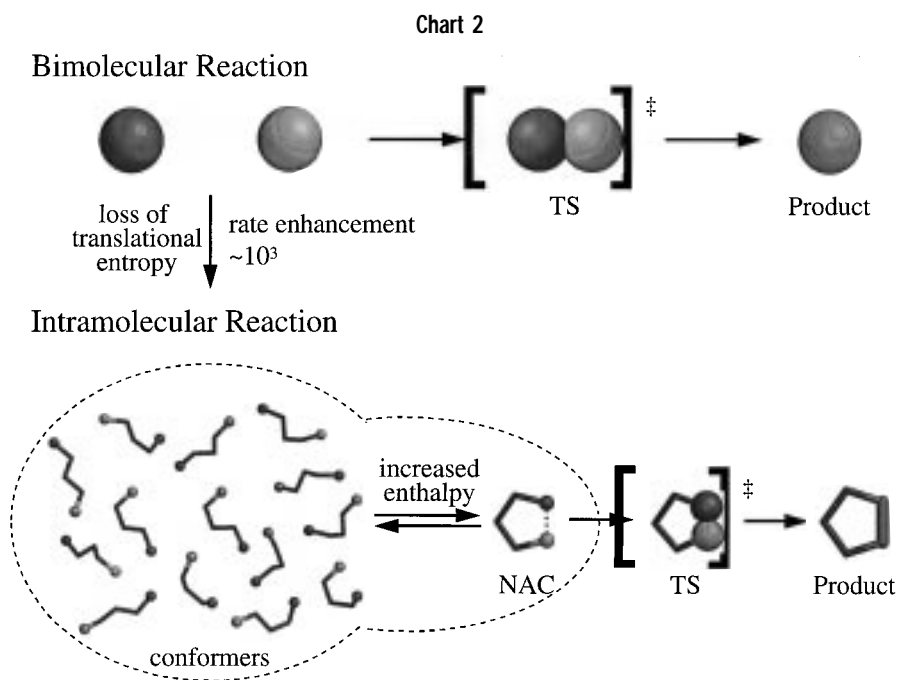 Chart 2
Bimolecular Reaction
‡
TS
Product
loss of
translational
entropy
rate enhancement
~10³
Intramolecular Reaction
increased
enthalpy
‡
NAC
TS
Product
conformers